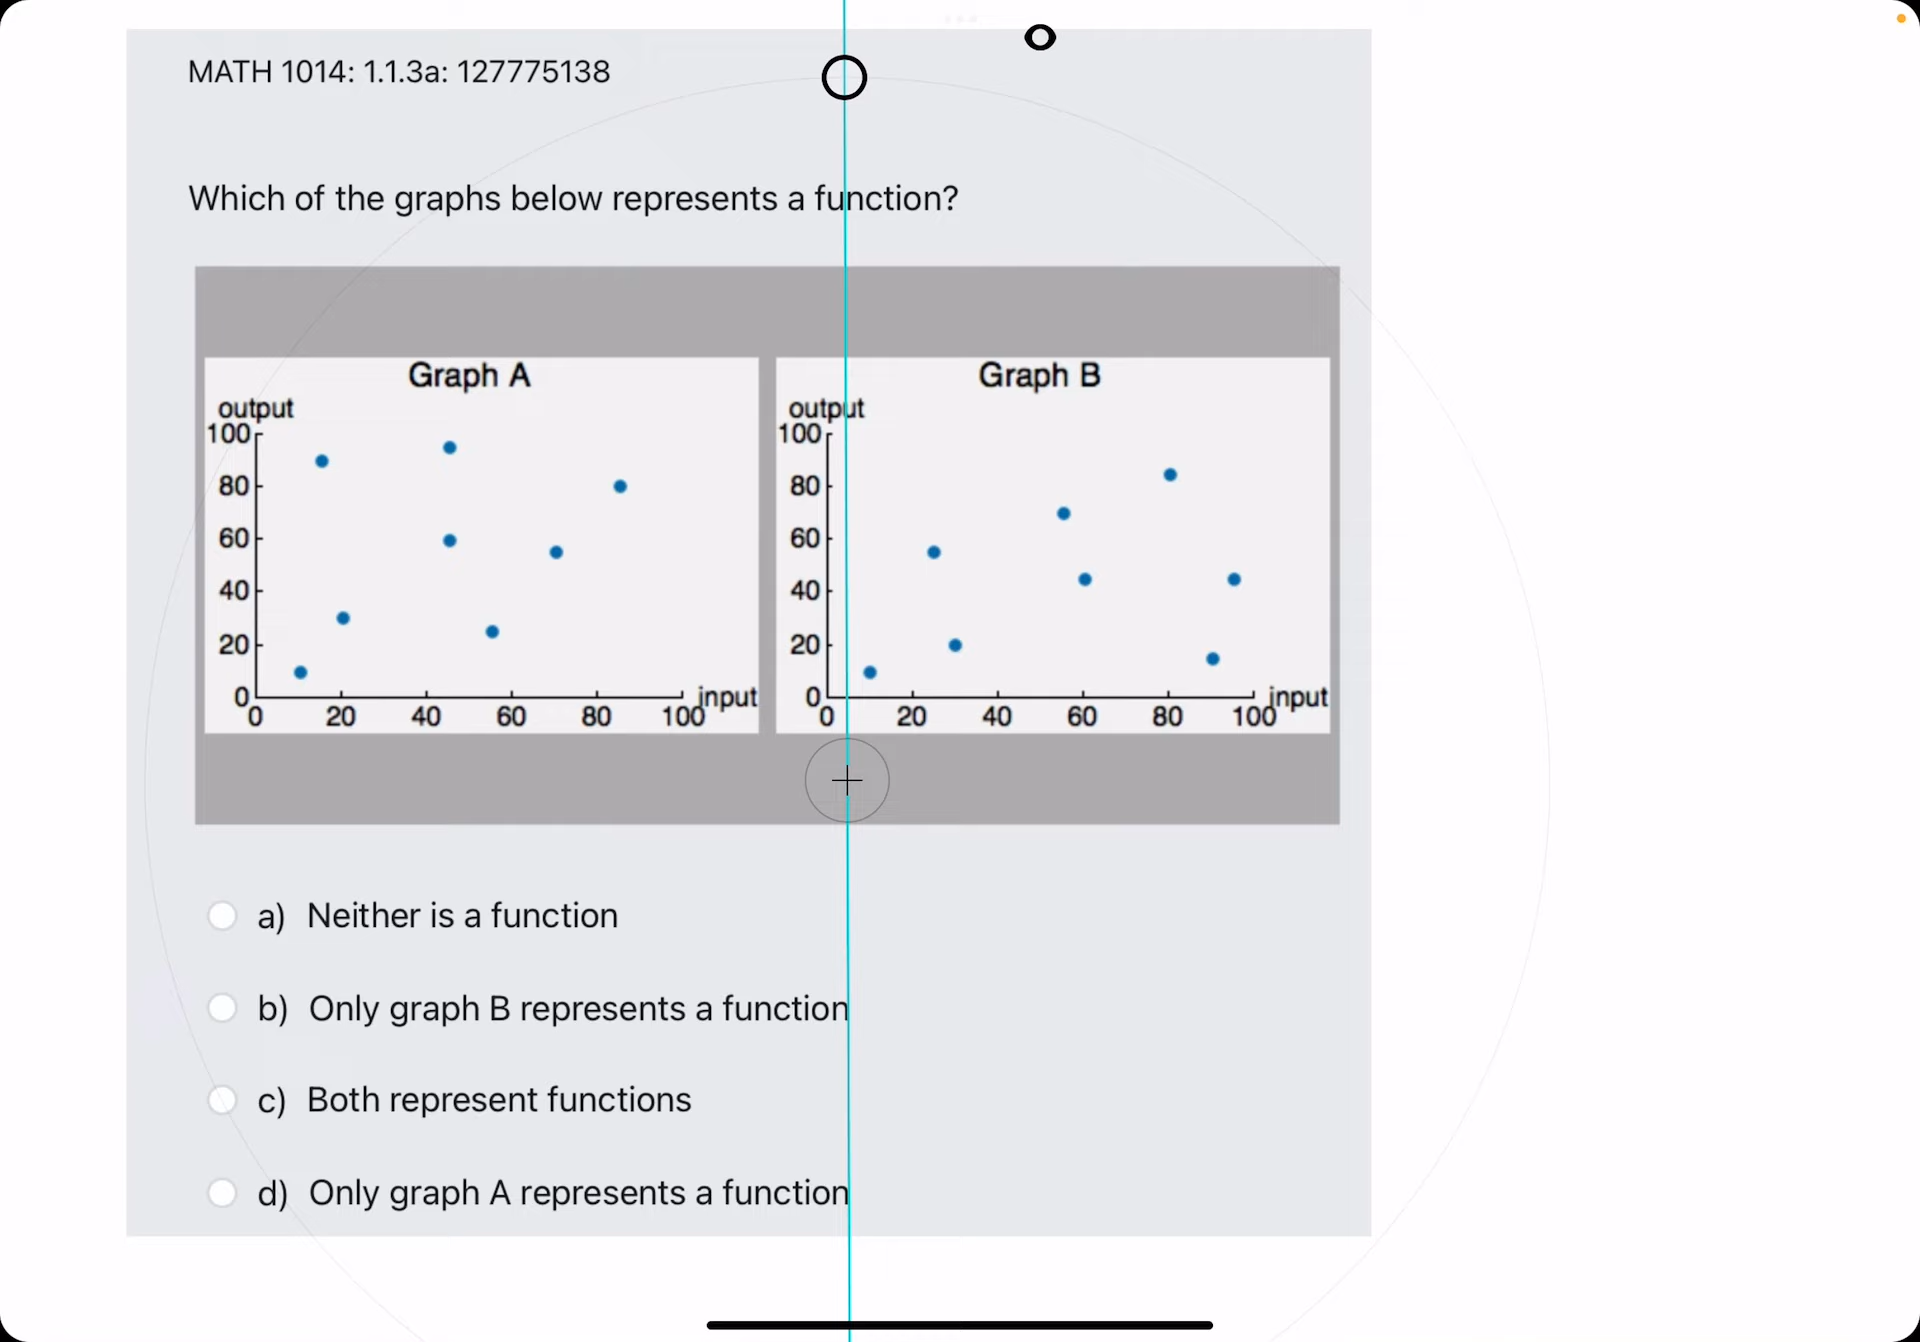 MATH 1014: 1.1.3a: 127775138
Which of the graphs below represents a function?
Graph A
output
100
80
60
40
20
0
0 20 40 60 80 100
input
Graph B
output
100
80
60
40
20
0
0 20 40 60 80 100
input
a) Neither is a function
b) Only graph B represents a function
c) Both represent functions
d) Only graph A represents a function